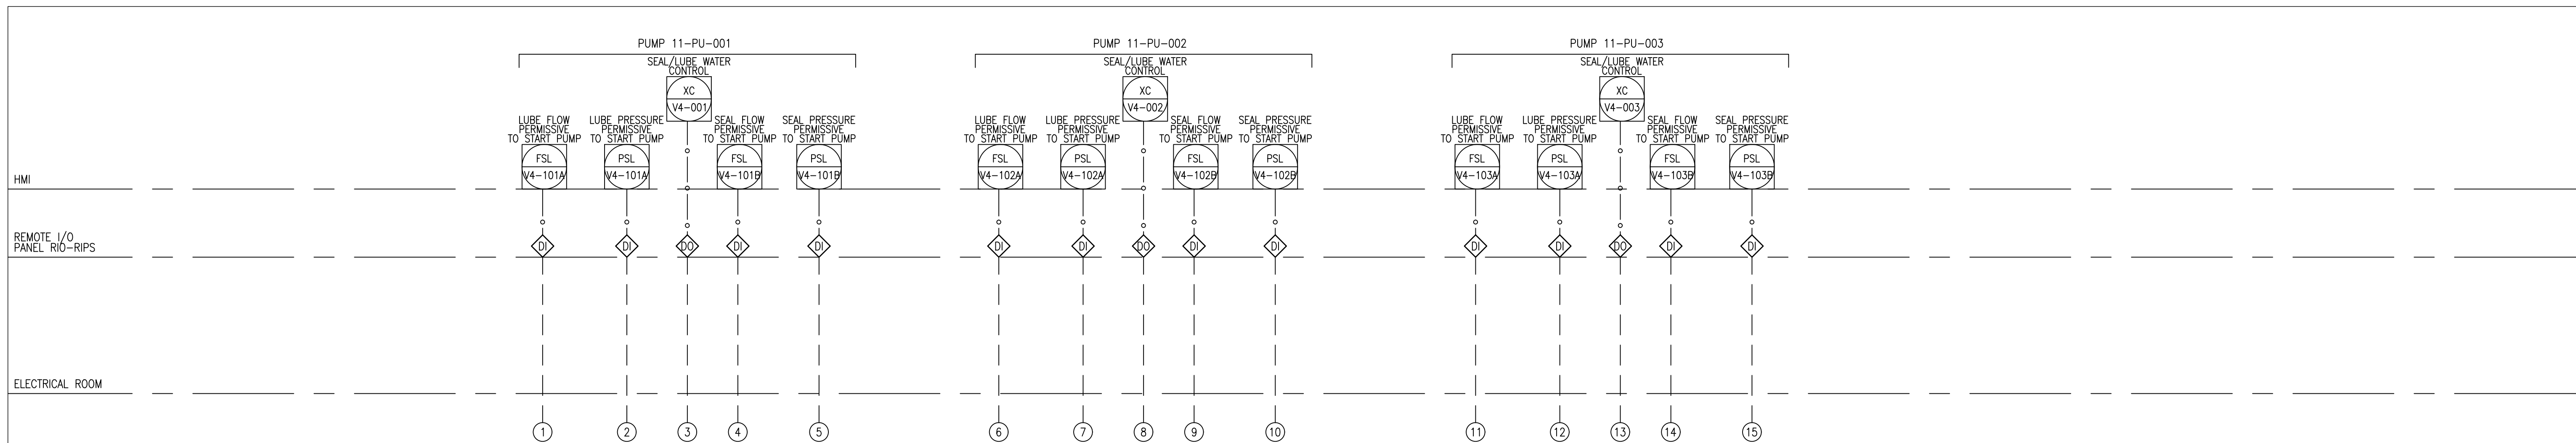 PUMP 11-PU-001
SEAL/LUBE WATER
CONTROL
XC
V4-001
LUBE FLOW
PERMISSIVE
TO START PUMP
FSL
V4-101A
LUBE PRESSURE
PERMISSIVE
TO START PUMP
PSL
V4-101A
SEAL FLOW
PERMISSIVE
TO START PUMP
FSL
V4-101B
SEAL PRESSURE
PERMISSIVE
TO START PUMP
PSL
V4-101B
PUMP 11-PU-002
SEAL/LUBE WATER
CONTROL
XC
V4-002
LUBE FLOW
PERMISSIVE
TO START PUMP
FSL
V4-102A
LUBE PRESSURE
PERMISSIVE
TO START PUMP
PSL
V4-102A
SEAL FLOW
PERMISSIVE
TO START PUMP
FSL
V4-102B
SEAL PRESSURE
PERMISSIVE
TO START PUMP
PSL
V4-102B
PUMP 11-PU-003
SEAL/LUBE WATER
CONTROL
XC
V4-003
LUBE FLOW
PERMISSIVE
TO START PUMP
FSL
V4-103A
LUBE PRESSURE
PERMISSIVE
TO START PUMP
PSL
V4-103A
SEAL FLOW
PERMISSIVE
TO START PUMP
FSL
V4-103B
SEAL PRESSURE
PERMISSIVE
TO START PUMP
PSL
V4-103B
HMI
REMOTE I/O
PANEL RIO-RIPS
DI DI DO DI DI DI DI DO DI DI DI DI DO DI DI
ELECTRICAL ROOM
1 2 3 4 5 6 7 8 9 10 11 12 13 14 15